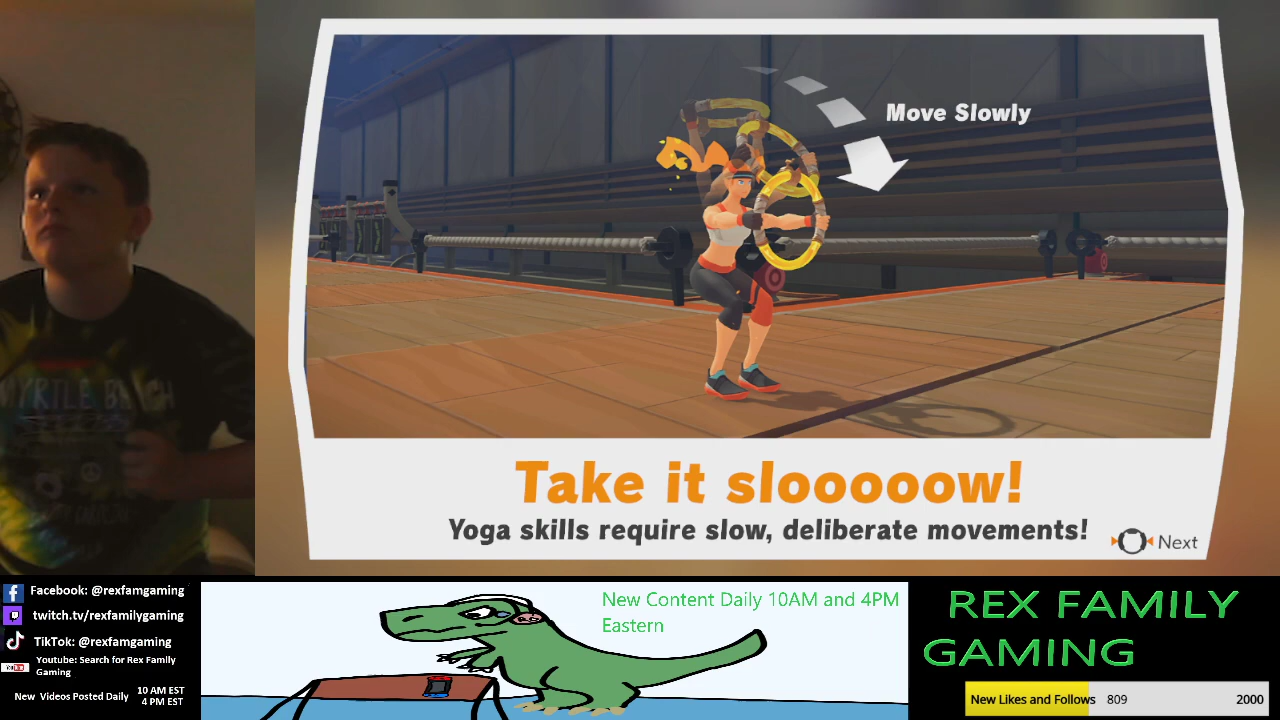 Move Slowly
Take it slooooow!
Yoga skills require slow, deliberate movements!
Next
MYRTLE BEACH
Facebook: @rexfamgaming
twitch.tv/rexfamilygaming
TikTok: @rexfamgaming
Youtube: Search for Rex Family
Gaming
New Videos Posted Daily
10 AM EST
4 PM EST
New Content Daily 10AM and 4PM
Eastern
REX FAMILY
GAMING
New Likes and Follows 809 2000